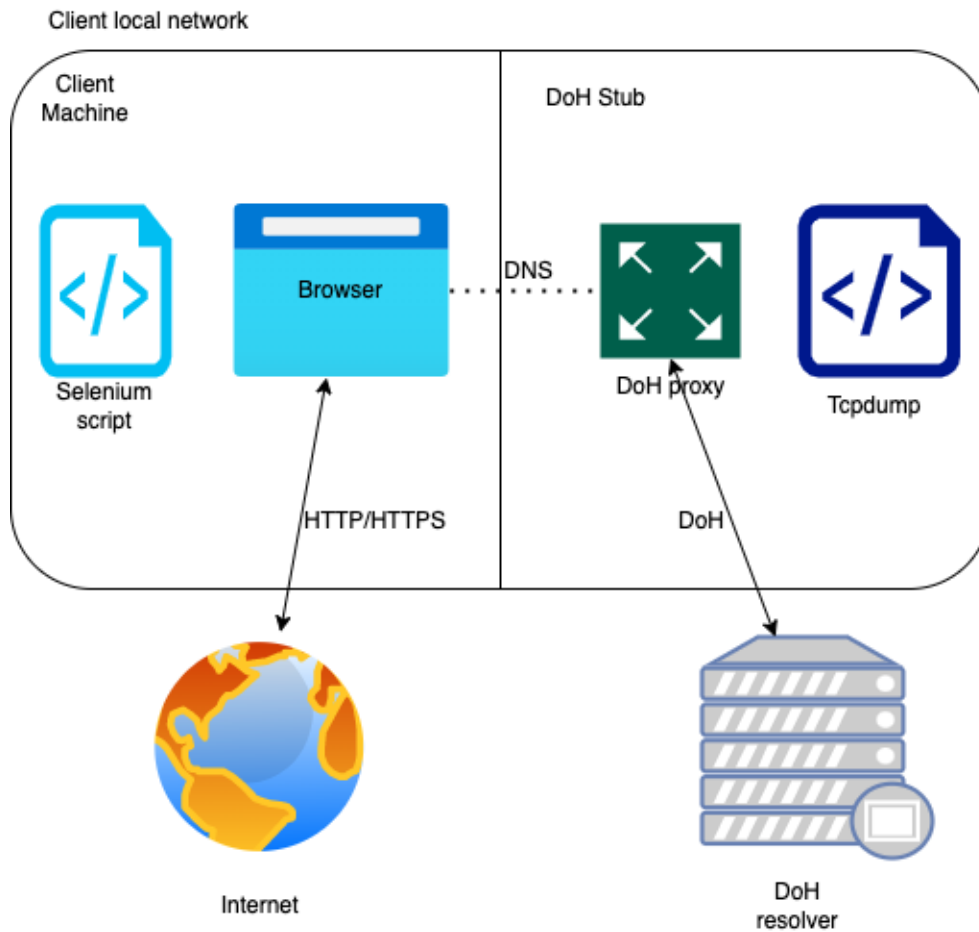 Client local network
Client
Machine
DoH Stub
</>
Browser
DNS
</>
Selenium
script
DoH proxy
Tcpdump
HTTP/HTTPS
DoH
Internet
DoH
resolver